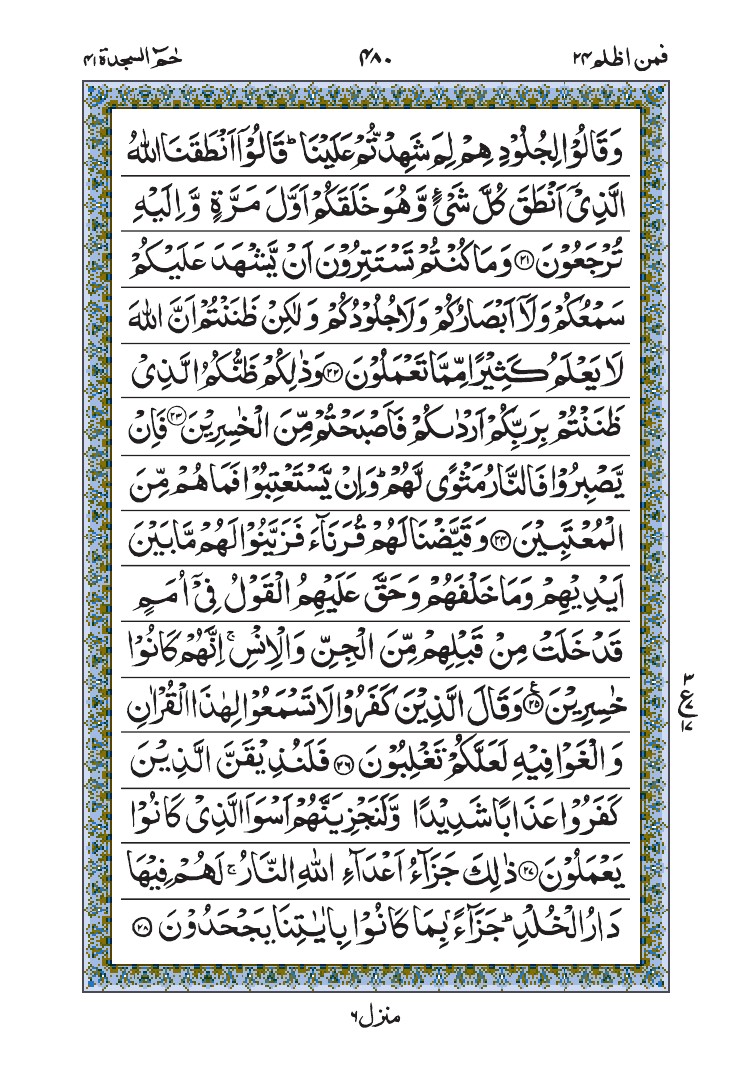 فمن اظلم ۲۴ ۴۸۰ حٰمٓ السجدة ۴۱
وَقَالُوْا لِجُلُوْدِهِمْ لِمَ شَهِدْتُّمْ عَلَيْنَا ؕ قَالُوْۤا اَنْطَقَنَا اللّٰهُ
الَّذِیْۤ اَنْطَقَ كُلَّ شَیْءٍ وَّهُوَ خَلَقَكُمْ اَوَّلَ مَرَّةٍ وَّاِلَيْهِ
تُرْجَعُوْنَ ﴿۲۱﴾ وَمَا كُنْتُمْ تَسْتَتِرُوْنَ اَنْ يَّشْهَدَ عَلَيْكُمْ
سَمْعُكُمْ وَلَاۤ اَبْصَارُكُمْ وَلَا جُلُوْدُكُمْ وَلٰكِنْ ظَنَنْتُمْ اَنَّ اللّٰهَ
لَا يَعْلَمُ كَثِيْرًا مِّمَّا تَعْمَلُوْنَ ﴿۲۲﴾ وَذٰلِكُمْ ظَنُّكُمُ الَّذِیْ
ظَنَنْتُمْ بِرَبِّكُمْ اَرْدٰىكُمْ فَاَصْبَحْتُمْ مِّنَ الْخٰسِرِيْنَ ﴿۲۳﴾ فَاِنْ
يَّصْبِرُوْا فَالنَّارُ مَثْوًی لَّهُمْ ؕ وَاِنْ يَّسْتَعْتِبُوْا فَمَا هُمْ مِّنَ
الْمُعْتَبِيْنَ ﴿۲۴﴾ وَقَيَّضْنَا لَهُمْ قُرَنَآءَ فَزَيَّنُوْا لَهُمْ مَّا بَيْنَ
اَيْدِيْهِمْ وَمَا خَلْفَهُمْ وَحَقَّ عَلَيْهِمُ الْقَوْلُ فِیْۤ اُمَمٍ
قَدْ خَلَتْ مِنْ قَبْلِهِمْ مِّنَ الْجِنِّ وَالْاِنْسِ ۚ اِنَّهُمْ كَانُوْا
خٰسِرِيْنَ ﴿۲۵﴾ وَقَالَ الَّذِيْنَ كَفَرُوْا لَا تَسْمَعُوْا لِهٰذَا الْقُرْاٰنِ
وَالْغَوْا فِيْهِ لَعَلَّكُمْ تَغْلِبُوْنَ ﴿۲۶﴾ فَلَنُذِيْقَنَّ الَّذِيْنَ
كَفَرُوْا عَذَابًا شَدِيْدًا وَّلَنَجْزِيَنَّهُمْ اَسْوَاَ الَّذِیْ كَانُوْا
يَعْمَلُوْنَ ﴿۲۷﴾ ذٰلِكَ جَزَآءُ اَعْدَآءِ اللّٰهِ النَّارُ ۚ لَهُمْ فِيْهَا
دَارُ الْخُلْدِ ؕ جَزَآءًۢ بِمَا كَانُوْا بِاٰيٰتِنَا يَجْحَدُوْنَ ﴿۲۸﴾
۳
ع
۱۷
منزل ۶